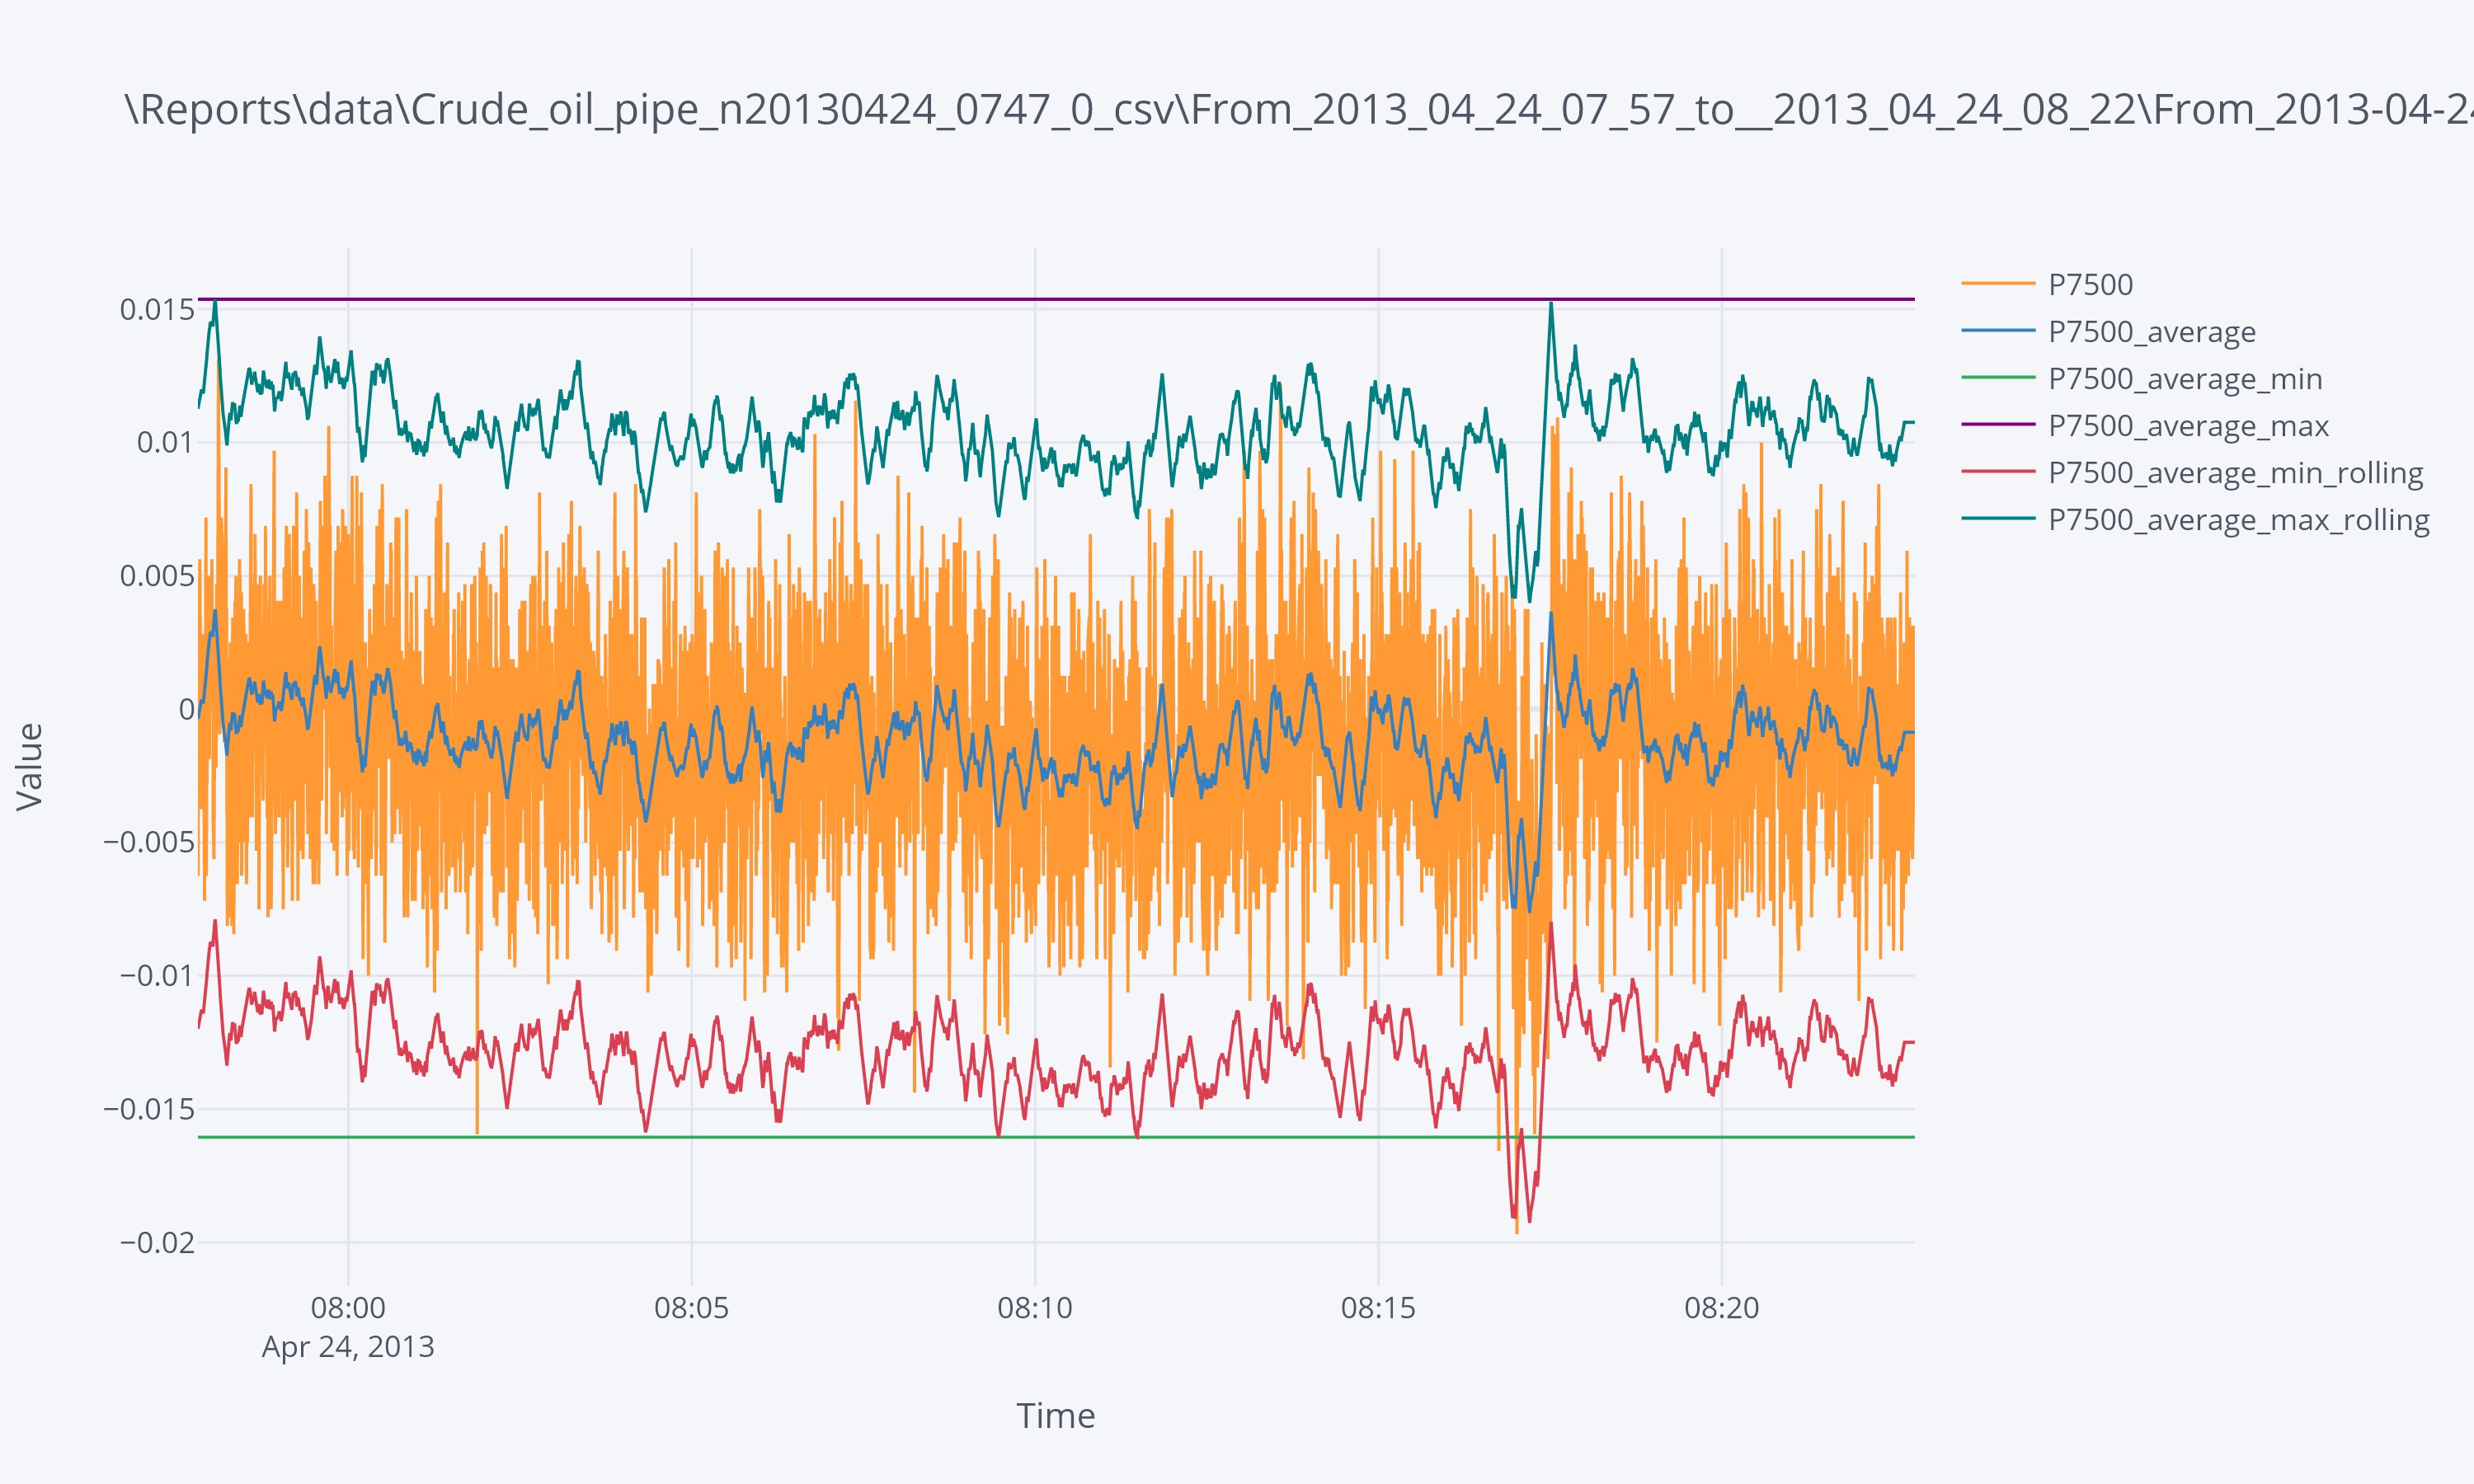 \Reports\data\Crude_oil_pipe_n20130424_0747_0_csv\From_2013_04_24_07_57_to__2013_04_24_08_22\From_2013-04-24
P7500
P7500_average
P7500_average_min
P7500_average_max
P7500_average_min_rolling
P7500_average_max_rolling
0.015
0.01
0.005
0
−0.005
−0.01
−0.015
−0.02
Value
08:00 08:05 08:10 08:15 08:20
Apr 24, 2013
Time